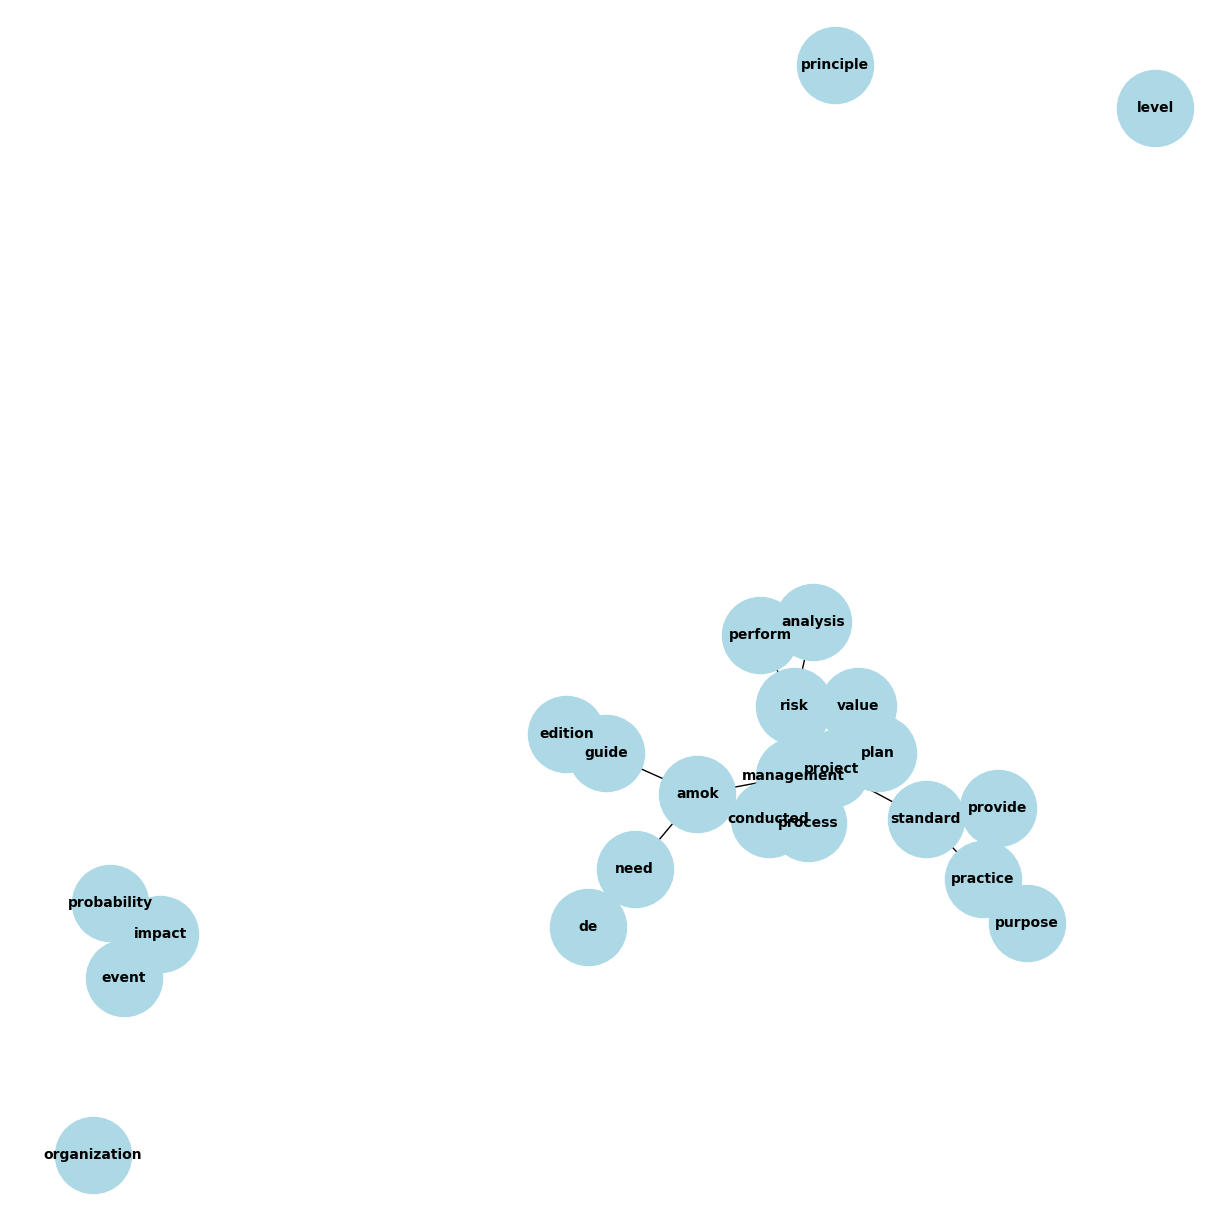 principle
level
analysis
perform
risk
value
edition
guide
plan
project
management
amok
conducted
process
standard
provide
need
practice
de
purpose
probability
impact
event
organization